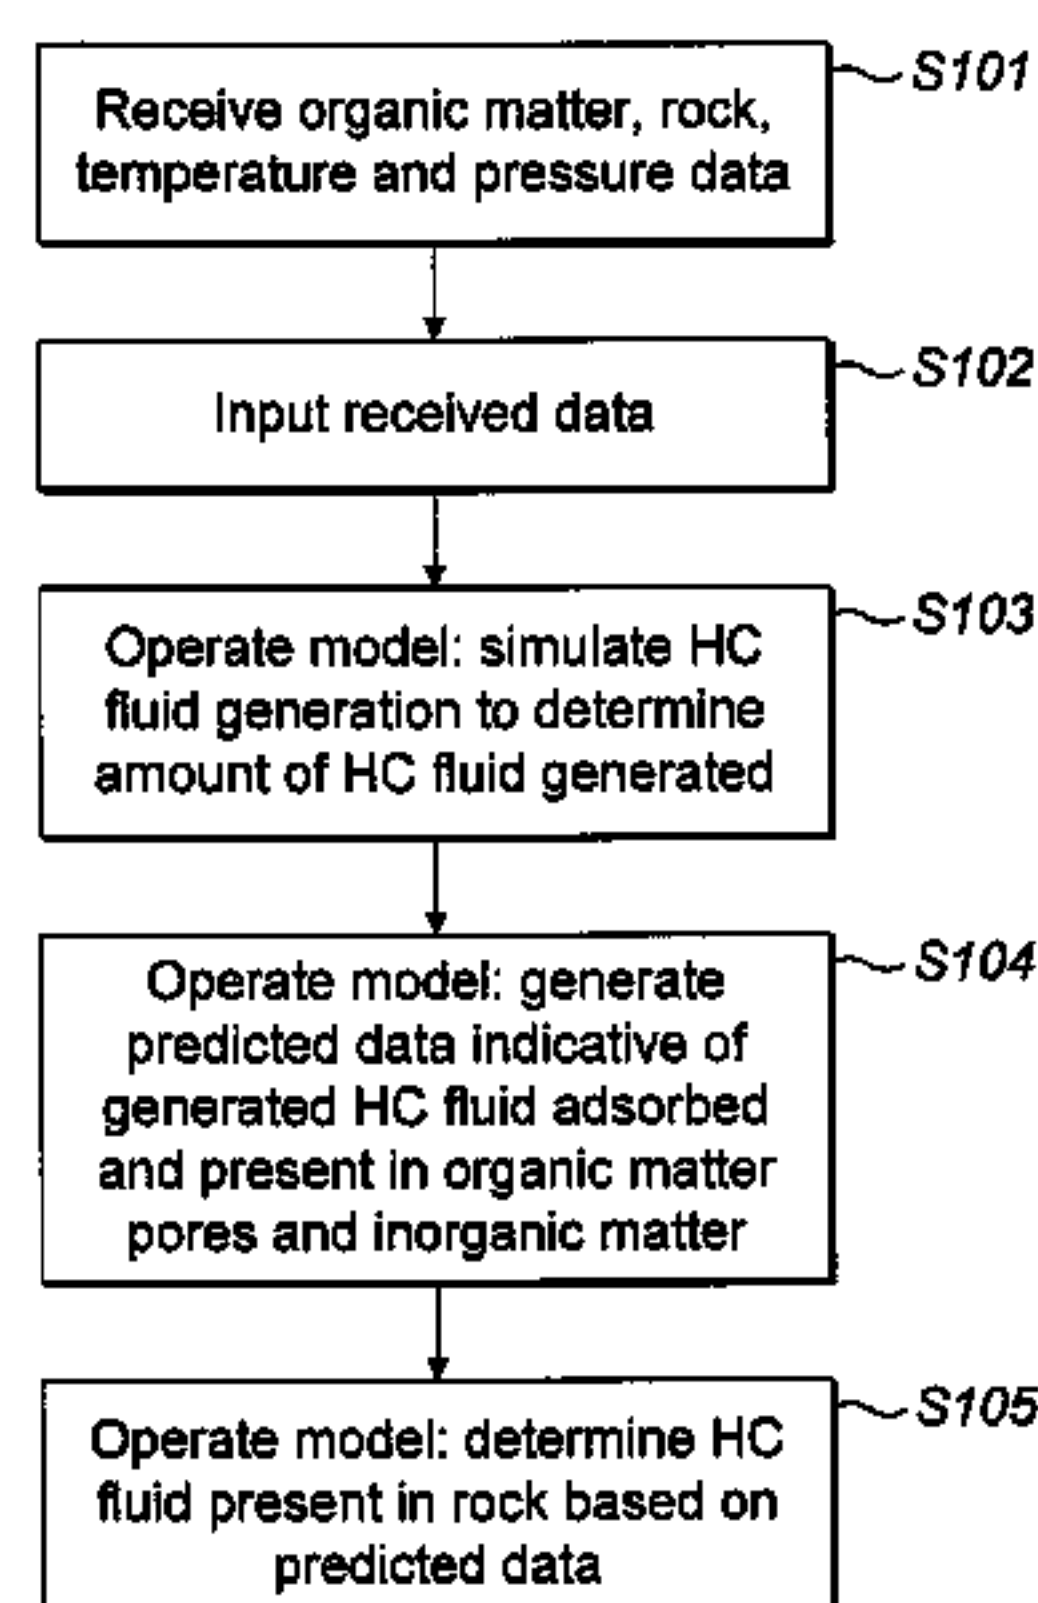 S101
Receive organic matter, rock,
temperature and pressure data
S102
Input received data
S103
Operate model: simulate HC
fluid generation to determine
amount of HC fluid generated
S104
Operate model: generate
predicted data indicative of
generated HC fluid adsorbed
and present in organic matter
pores and inorganic matter
S105
Operate model: determine HC
fluid present in rock based on
predicted data